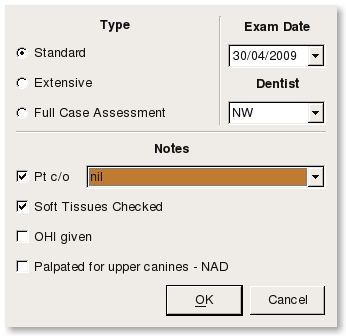 Type
Standard
Extensive
Full Case Assessment
Exam Date
30/04/2009
Dentist
NW
Notes
Pt c/o nil
Soft Tissues Checked
OHI given
Palpated for upper canines - NAD
OK Cancel